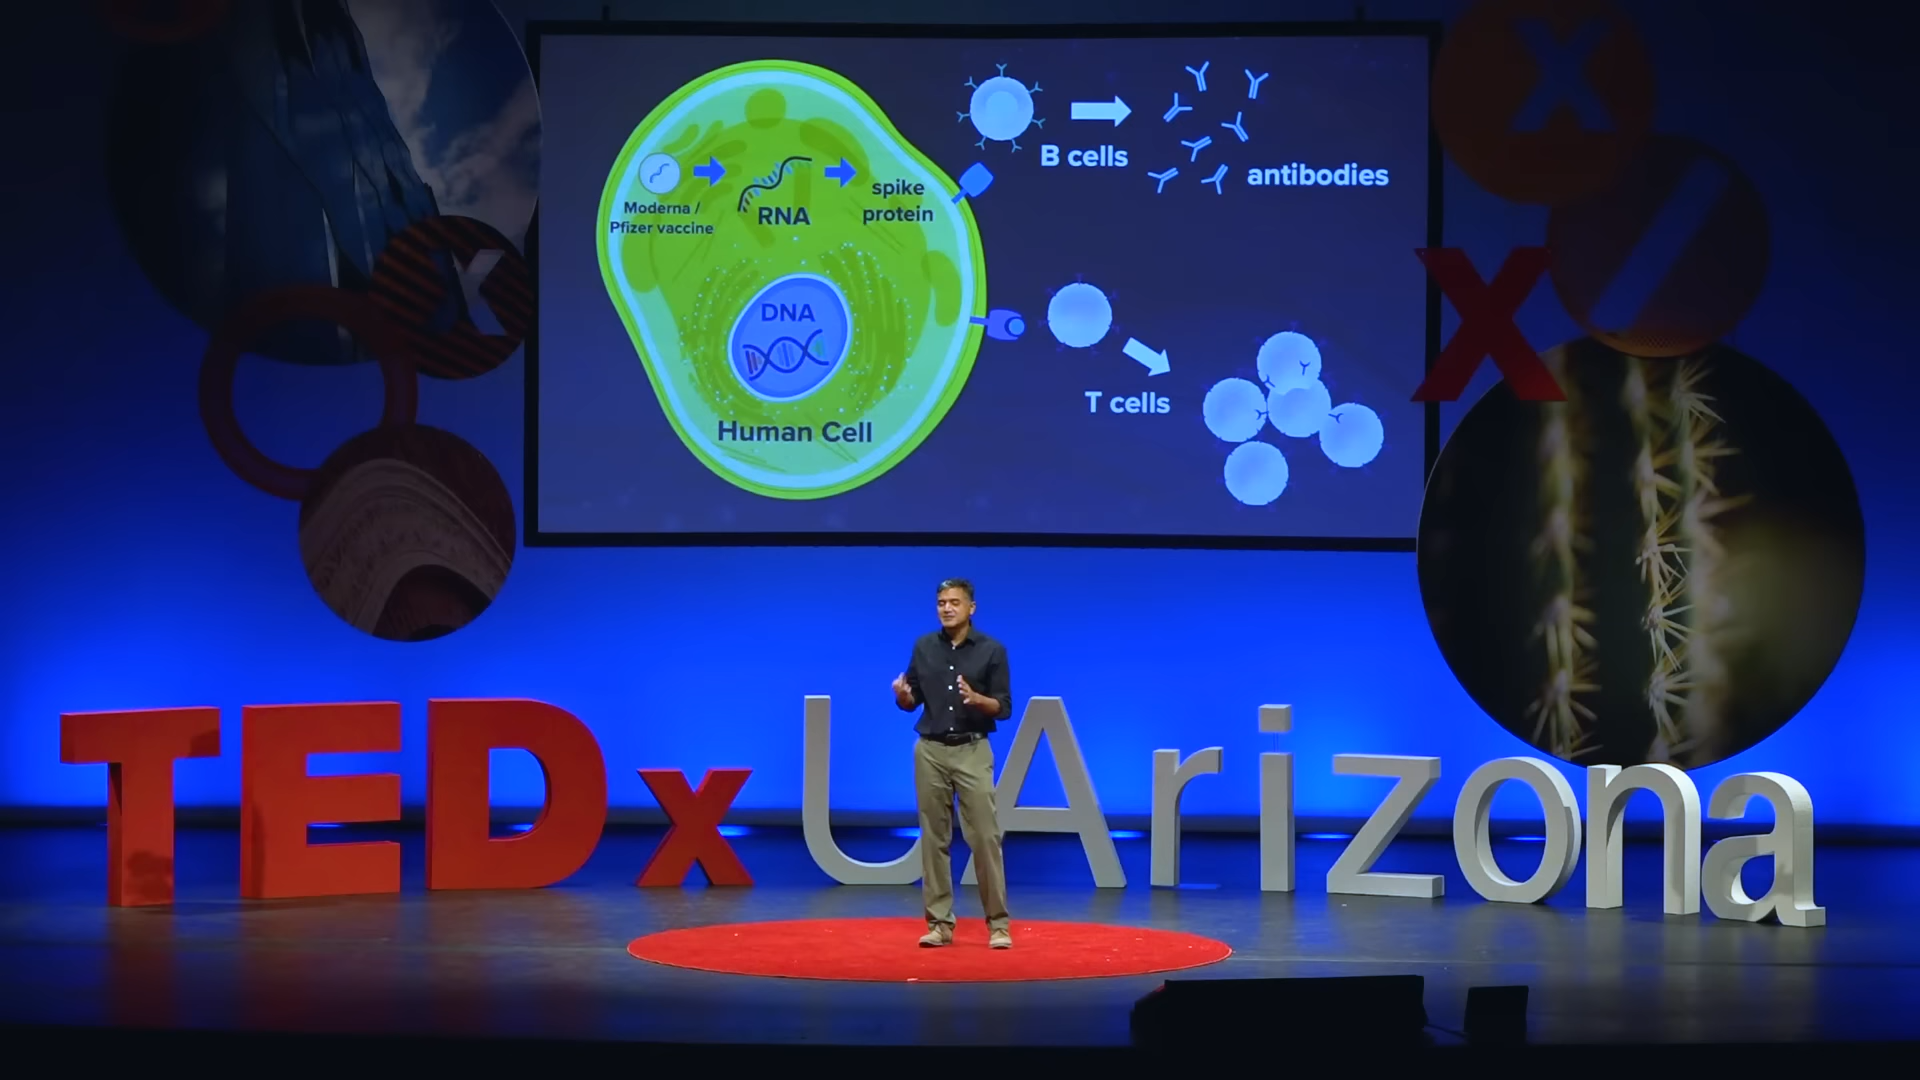 B cells
antibodies
Moderna /
Pfizer vaccine
RNA
spike
protein
DNA
Human Cell
T cells
X
X
X
TEDx UArizona